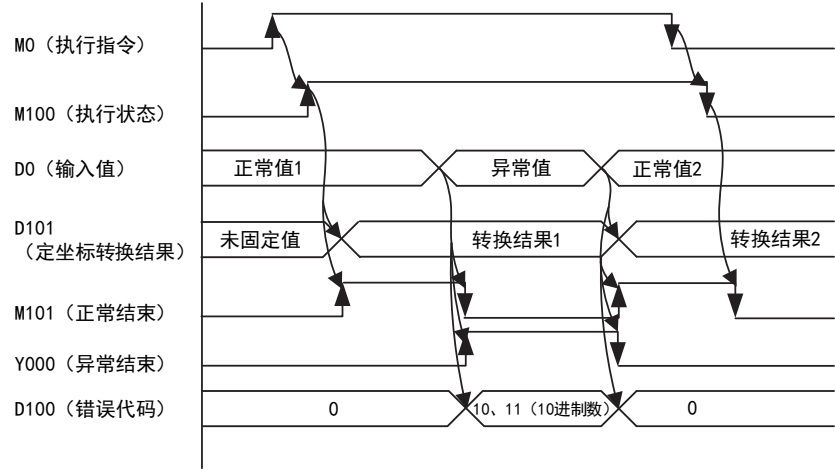 M0（执行指令）
M100（执行状态）
D0（输入值） 正常值1 异常值 正常值2
D101
（定坐标转换结果） 未固定值 转换结果1 转换结果2
M101（正常结束）
Y000（异常结束）
D100（错误代码） 0 10、11（10进制数） 0